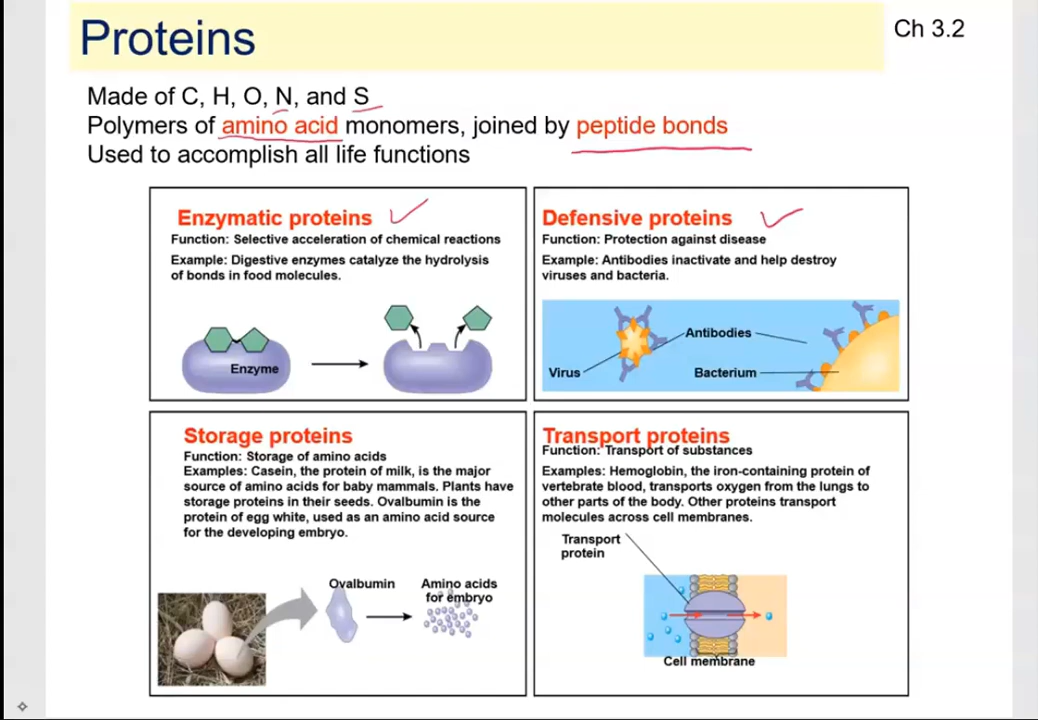 Proteins
Ch 3.2
Made of C, H, O, N, and S
Polymers of amino acid monomers, joined by peptide bonds
Used to accomplish all life functions
Enzymatic proteins
Function: Selective acceleration of chemical reactions
Example: Digestive enzymes catalyze the hydrolysis
of bonds in food molecules.
Enzyme
Defensive proteins
Function: Protection against disease
Example: Antibodies inactivate and help destroy
viruses and bacteria.
Antibodies
Virus
Bacterium
Storage proteins
Function: Storage of amino acids
Examples: Casein, the protein of milk, is the major
source of amino acids for baby mammals. Plants have
storage proteins in their seeds. Ovalbumin is the
protein of egg white, used as an amino acid source
for the developing embryo.
Ovalbumin
Amino acids
for embryo
Transport proteins
Function: Transport of substances
Examples: Hemoglobin, the iron-containing protein of
vertebrate blood, transports oxygen from the lungs to
other parts of the body. Other proteins transport
molecules across cell membranes.
Transport
protein
Cell membrane